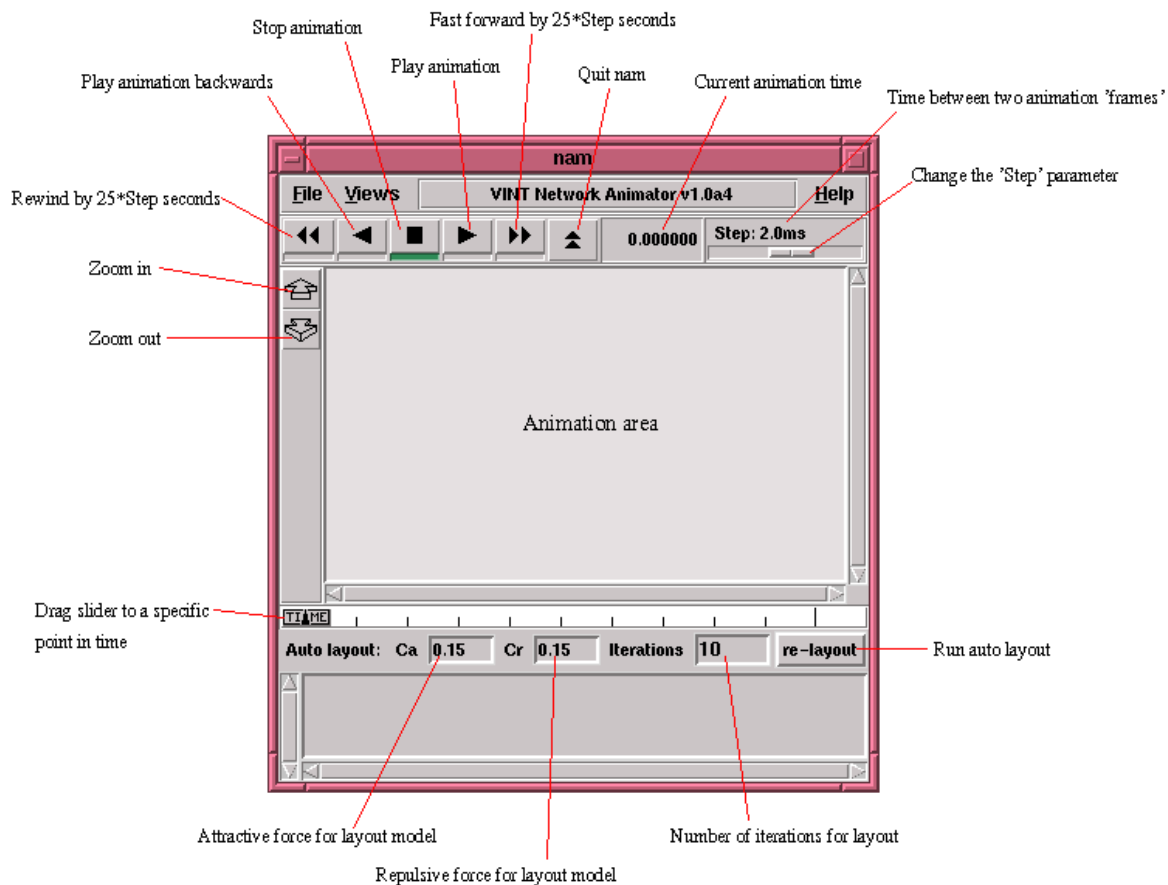 Fast forward by 25*Step seconds
Stop animation
Play animation
Quit nam
Current animation time
Play animation backwards
Time between two animation 'frames'
nam
Change the 'Step' parameter
File Views VINT Network Animator v1.0a4 Help
Rewind by 25*Step seconds
0.000000
Step: 2.0ms
Zoom in
Zoom out
Animation area
Drag slider to a specific
point in time
TIME
Auto layout: Ca 0.15 Cr 0.15 Iterations 10 re-layout
Run auto layout
Attractive force for layout model
Number of iterations for layout
Repulsive force for layout model